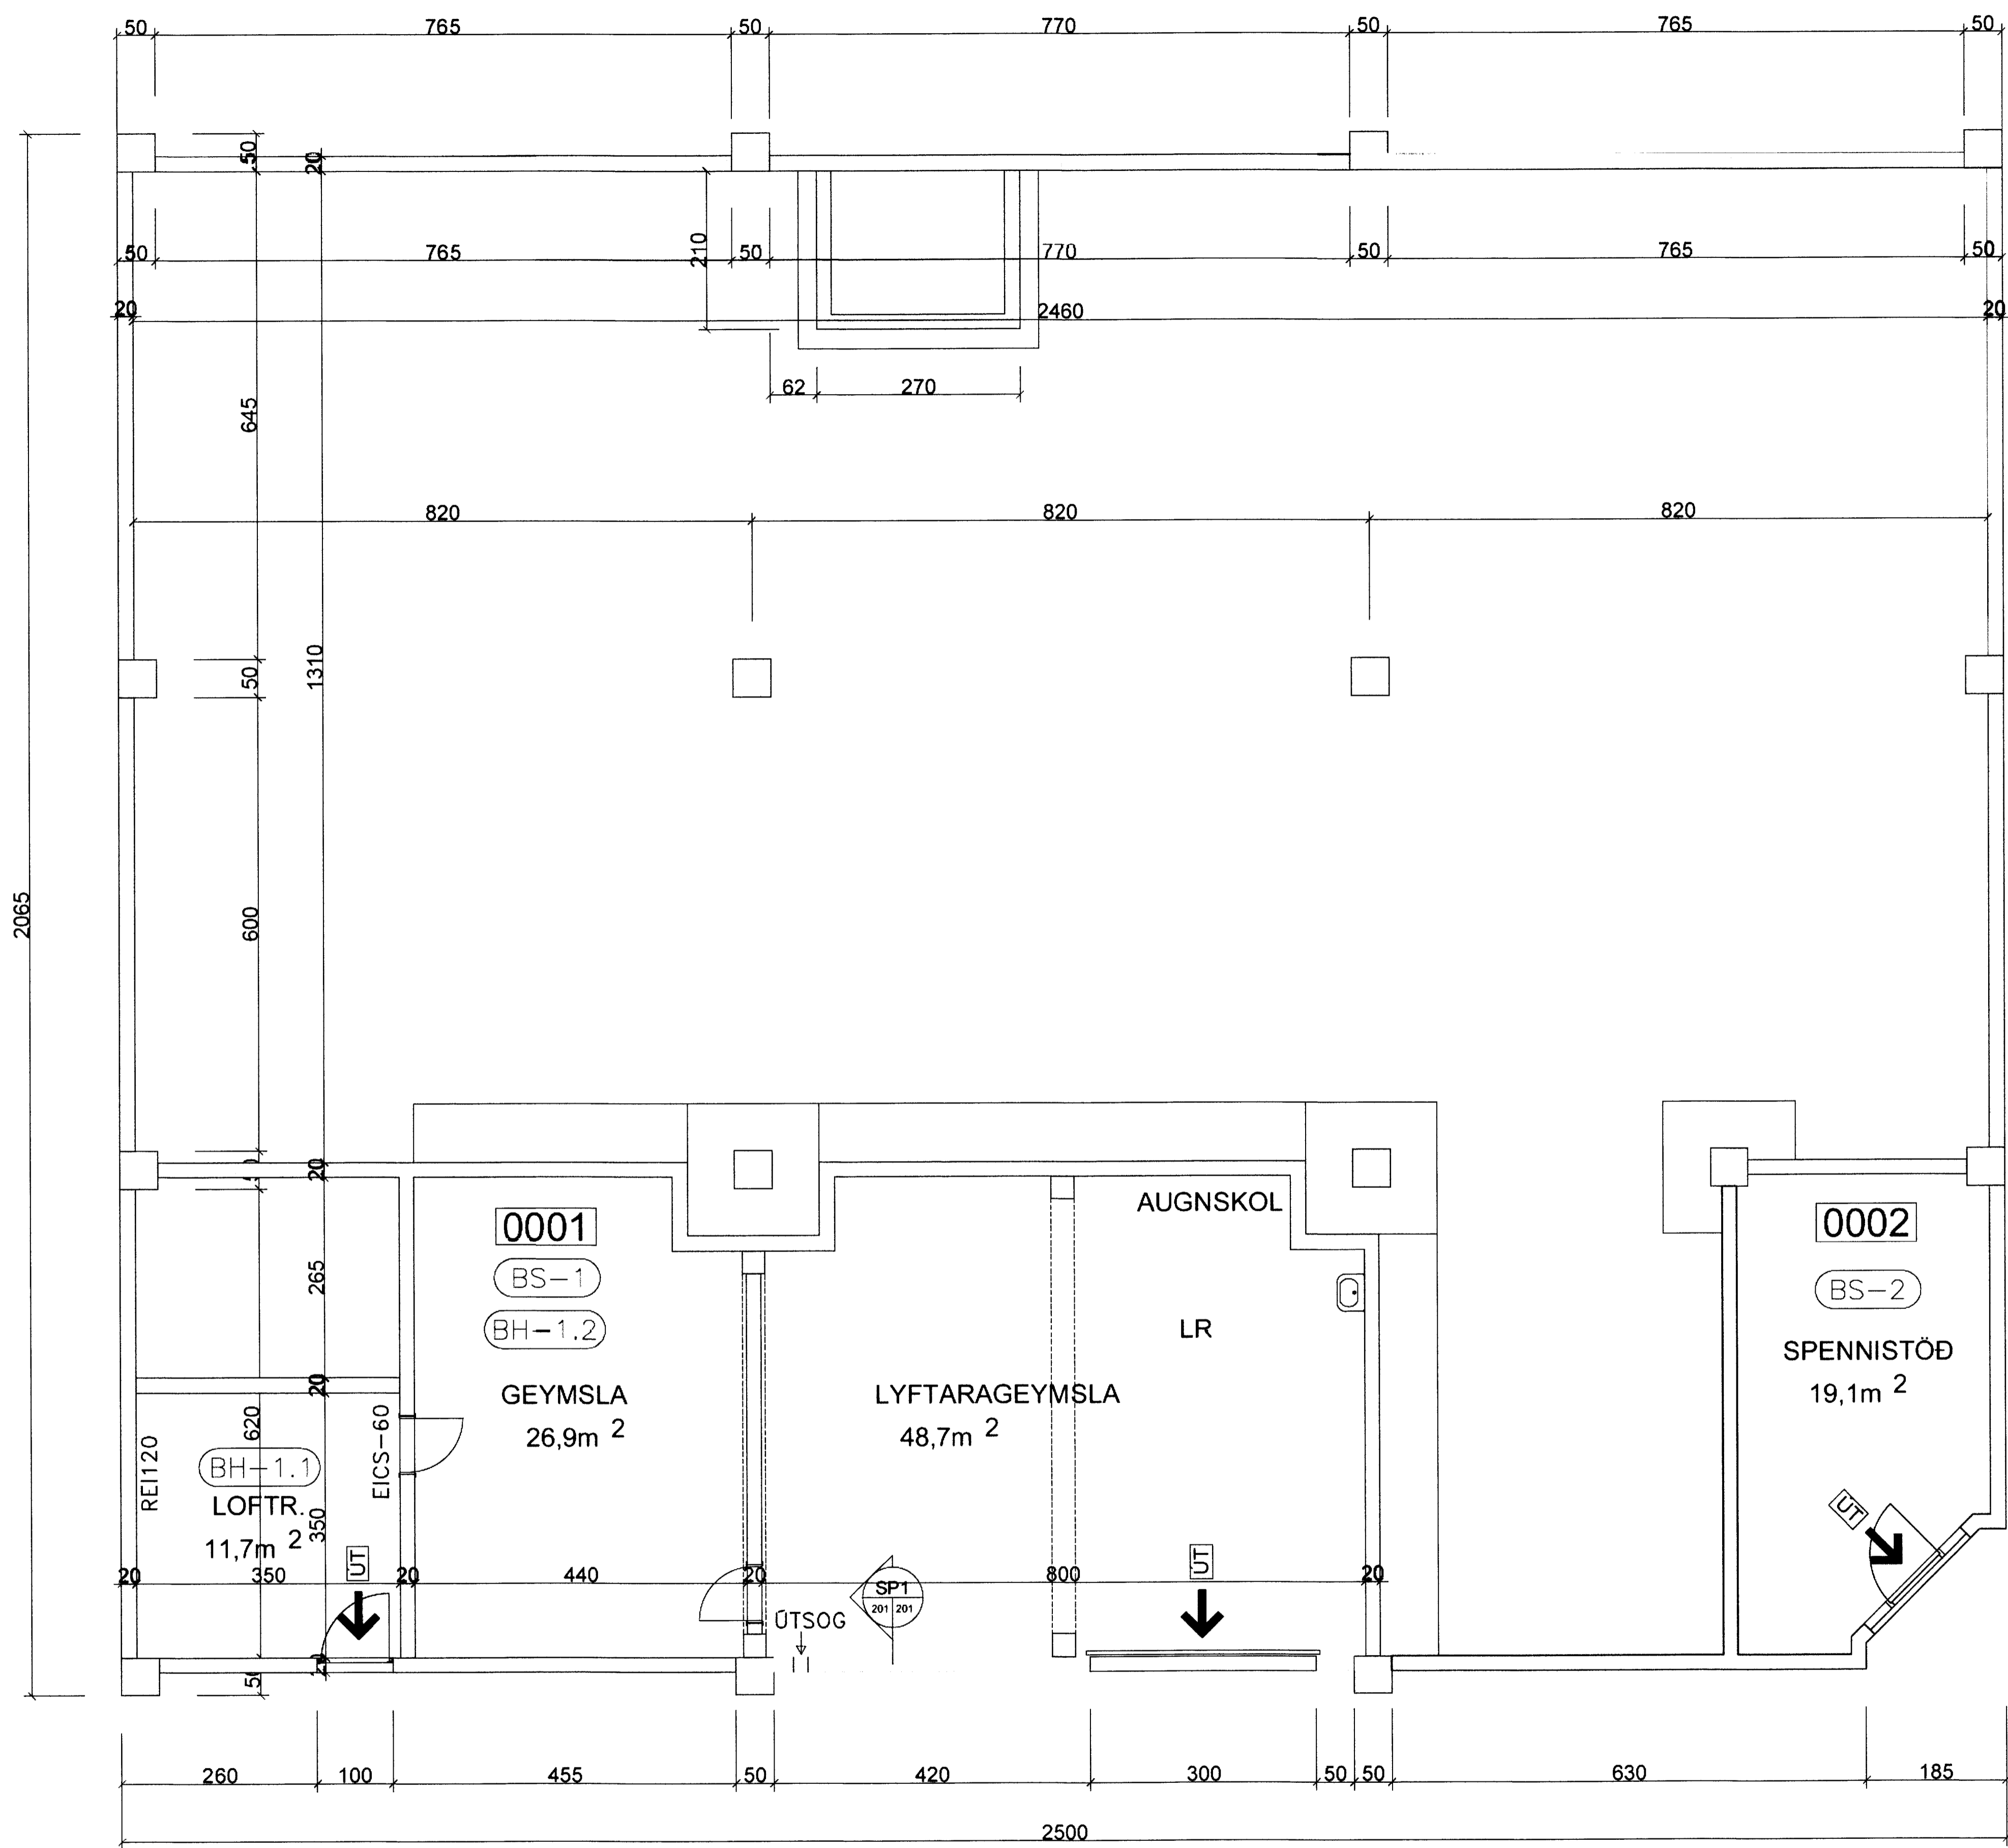 50 765 50 770 50 765 50
50 20
50 765 50 770 50 765 50
210
20 2460 20
62 270
645
820 820 820
50 1310
2065
600
20
AUGNSKOL
0001 0002
BS-1 BS-2
265
BH-1.2 LR
SPENNISTÖÐ
20 GEYMSLA LYFTARAGEYMSLA 19,1m 2
620 26,9m 2 48,7m 2
REI120 EICS-60
BH-1.1
LOFTR.
350
11,7m 2
ÚT ÚT ÚT
20 350 20 440 20 800 20
SP1
201 201
ÚTSOG
260 100 455 50 420 300 50 50 630 185
2500